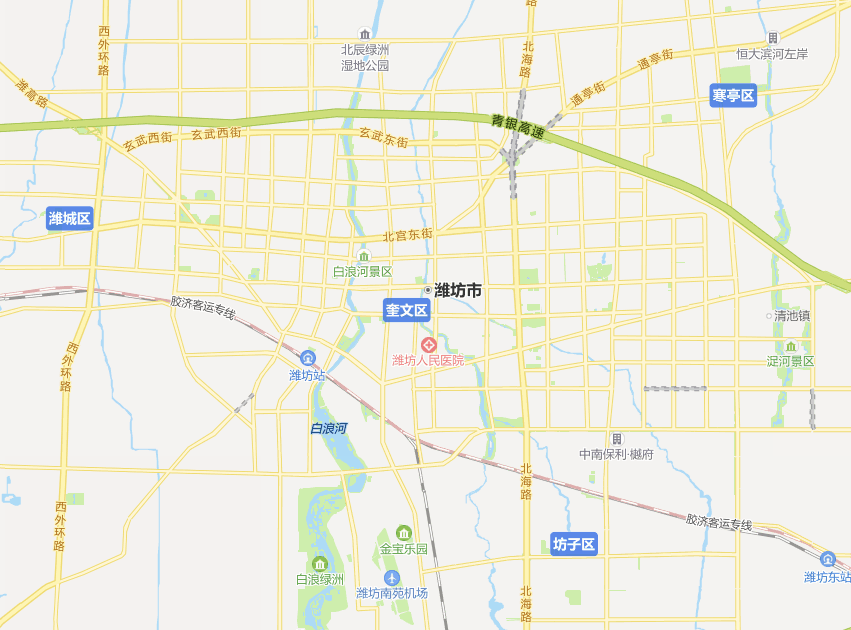 路
西外环路
北海路
北辰绿洲
湿地公园
恒大滨河左岸
通亭街
通亭街
潍高路
寒亭区
青银高速
玄武西街
玄武西街
玄武东街
潍城区
北宫东街
白浪河景区
潍坊市
奎文区
胶济客运专线
清池镇
潍坊人民医院
浞河景区
西外环路
潍坊站
白浪河
中南保利·樾府
北海路
西外环路
胶济客运专线
金宝乐园
坊子区
白浪绿洲
潍坊南苑机场
潍坊东站
北海路